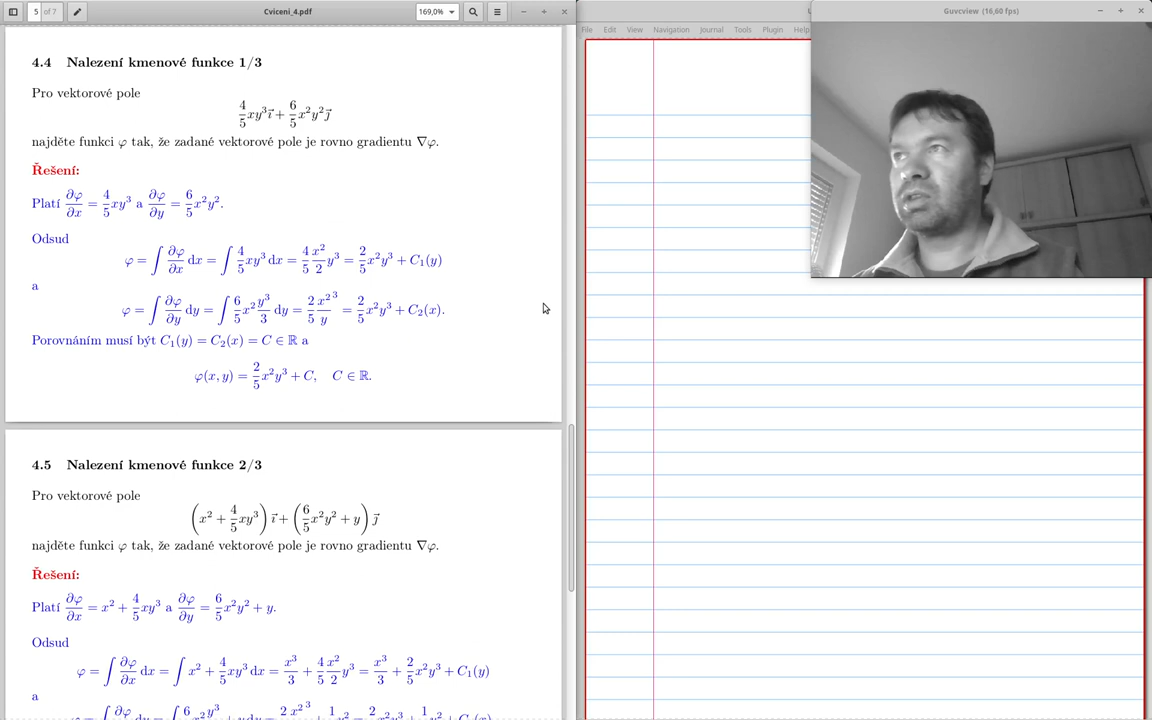 5 of 7
Cviceni_4.pdf
169,0%
4.4 Nalezení kmenové funkce 1/3
Pro vektorové pole
4/5 xy³ i⃗ + 6/5 x²y² j⃗
najděte funkci φ tak, že zadané vektorové pole je rovno gradientu ∇φ.
Řešení:
Platí ∂φ/∂x = 4/5 xy³ a ∂φ/∂y = 6/5 x²y².
Odsud
φ = ∫ ∂φ/∂x dx = ∫ 4/5 xy³ dx = 4/5 x²/2 y³ = 2/5 x²y³ + C₁(y)
a
φ = ∫ ∂φ/∂y dy = ∫ 6/5 x² y³/3 dy = 2/5 x²/y ³ = 2/5 x²y³ + C₂(x).
Porovnáním musí být C₁(y) = C₂(x) = C ∈ ℝ a
φ(x, y) = 2/5 x²y³ + C, C ∈ ℝ.
4.5 Nalezení kmenové funkce 2/3
Pro vektorové pole
(x² + 4/5 xy³) i⃗ + (6/5 x²y² + y) j⃗
najděte funkci φ tak, že zadané vektorové pole je rovno gradientu ∇φ.
Řešení:
Platí ∂φ/∂x = x² + 4/5 xy³ a ∂φ/∂y = 6/5 x²y² + y.
Odsud
φ = ∫ ∂φ/∂x dx = ∫ x² + 4/5 xy³ dx = x³/3 + 4/5 x²/2 y³ = x³/3 + 2/5 x²y³ + C₁(y)
a
File Edit View Navigation Journal Tools Plugin Help
Guvcview (16,60 fps)